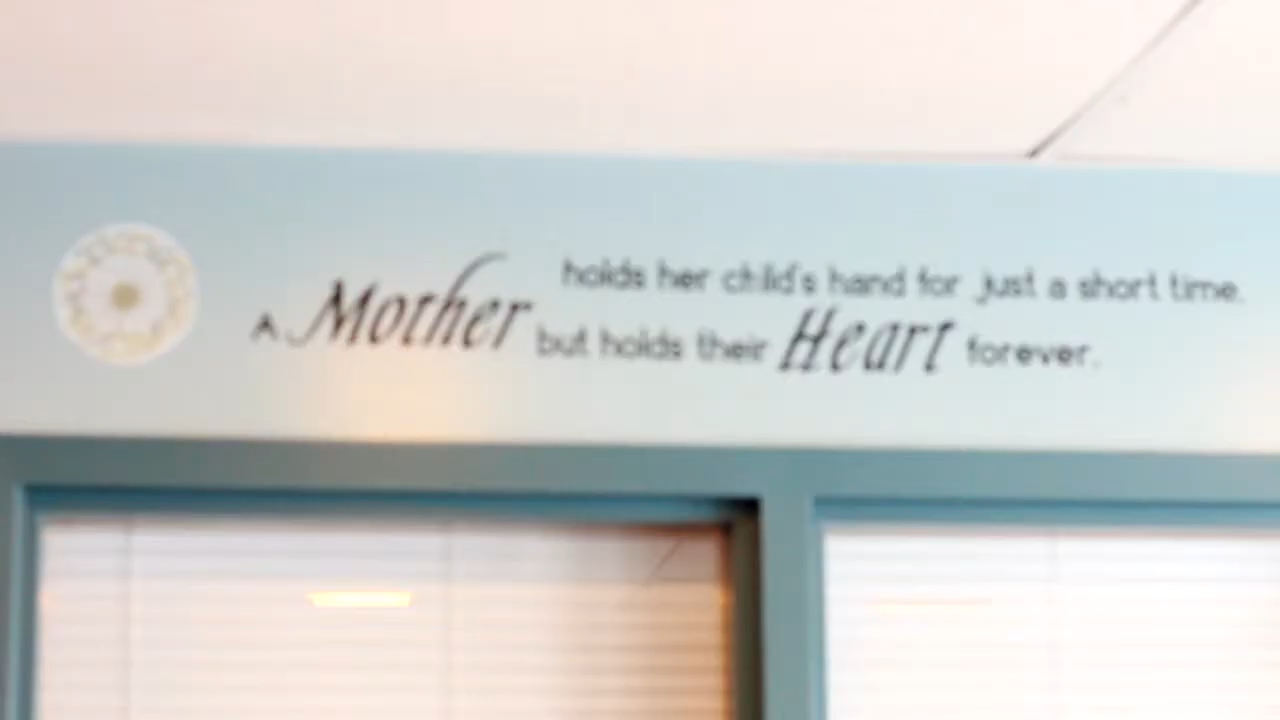 A Mother holds her child's hand for just a short time.
but holds their Heart forever.